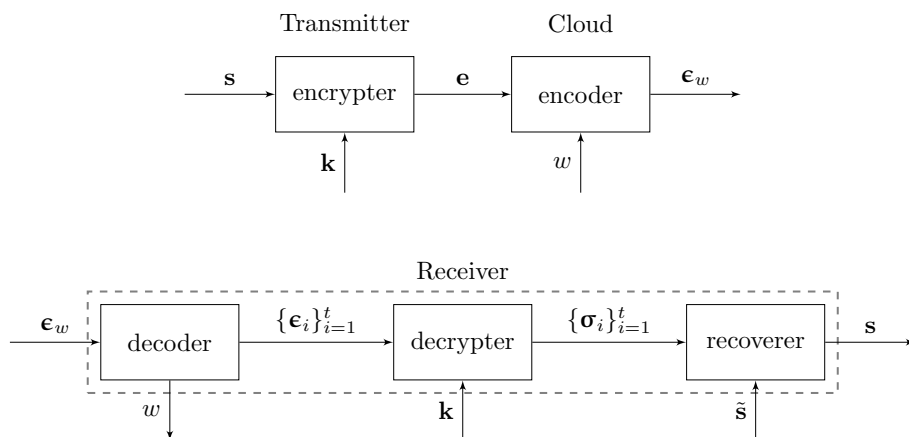 Transmitter Cloud
s encrypter e encoder ϵ_w
k w
Receiver
ϵ_w decoder {ϵ_i}_{i=1}^t decrypter {σ_i}_{i=1}^t recoverer s
w k s̃